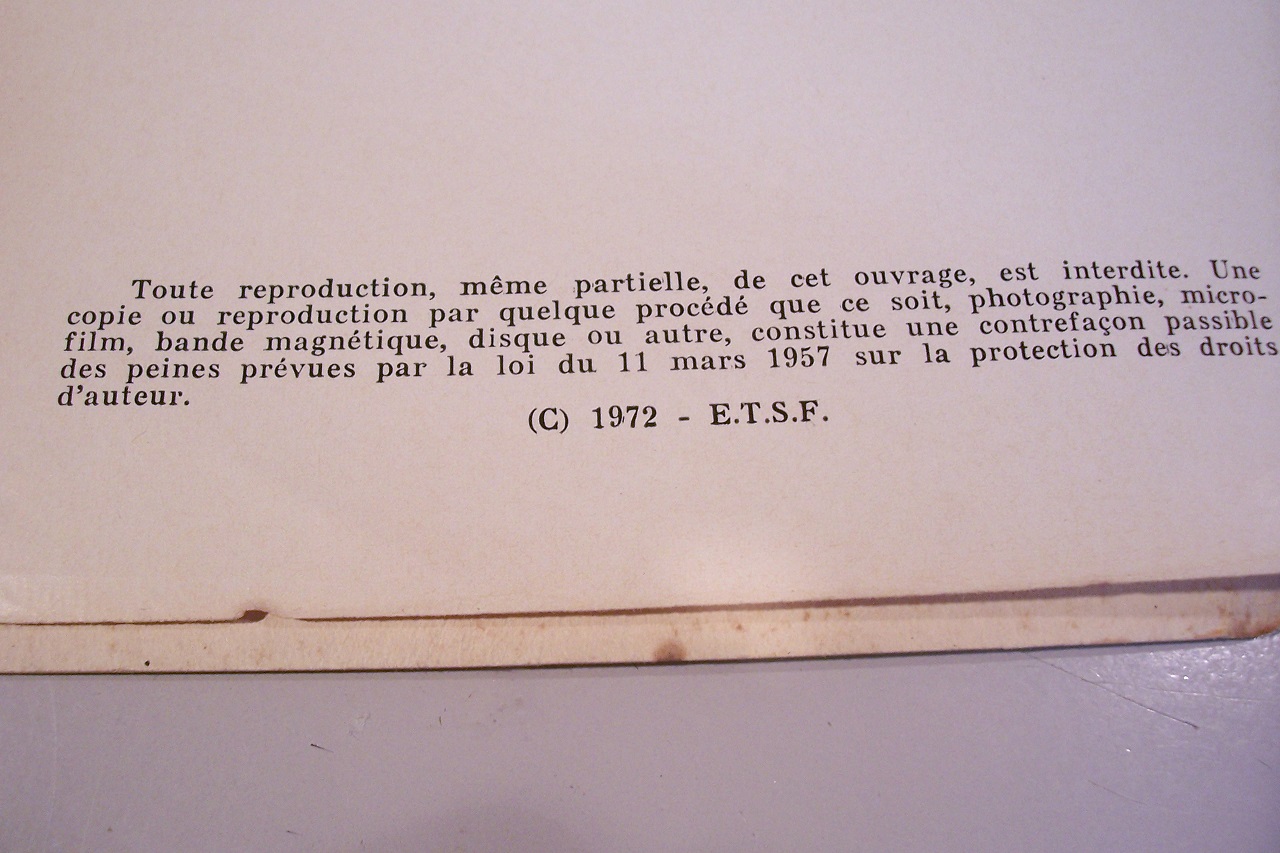 Toute reproduction, même partielle, de cet ouvrage, est interdite. Une
copie ou reproduction par quelque procédé que ce soit, photographie, micro-
film, bande magnétique, disque ou autre, constitue une contrefaçon passible
des peines prévues par la loi du 11 mars 1957 sur la protection des droits
d'auteur.
(C) 1972 - E.T.S.F.